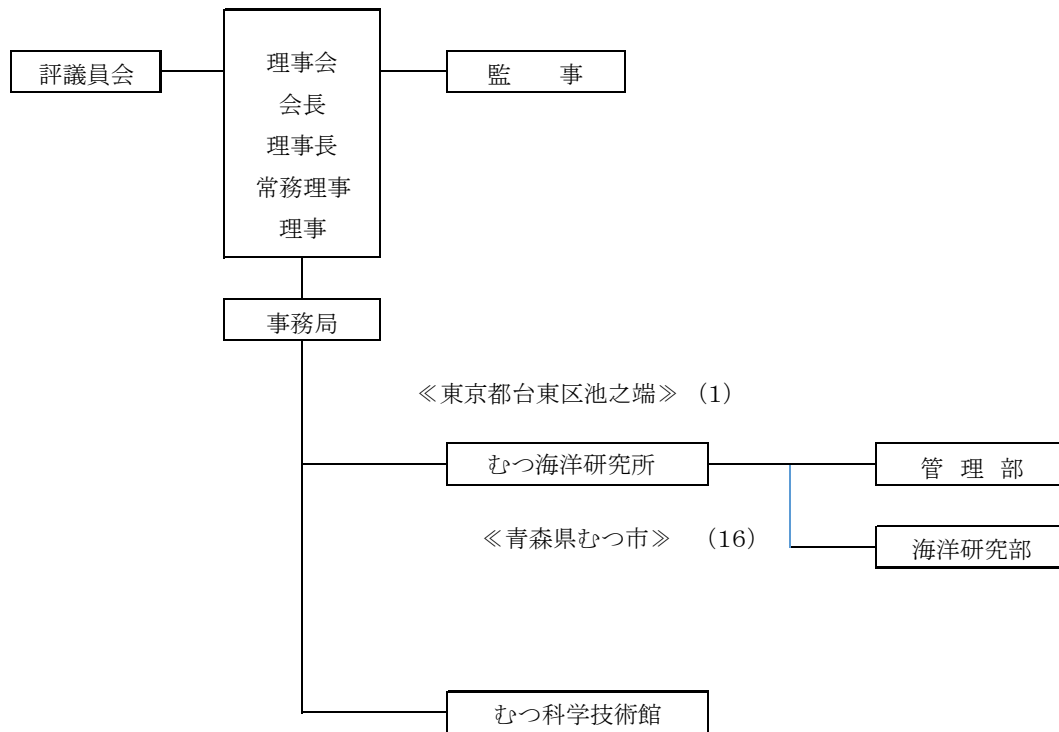 評議員会
理事会
会長
理事長
常務理事
理事
監　　事
事務局
≪東京都台東区池之端≫（1）
むつ海洋研究所
管 理 部
≪青森県むつ市≫　（16）
海洋研究部
むつ科学技術館